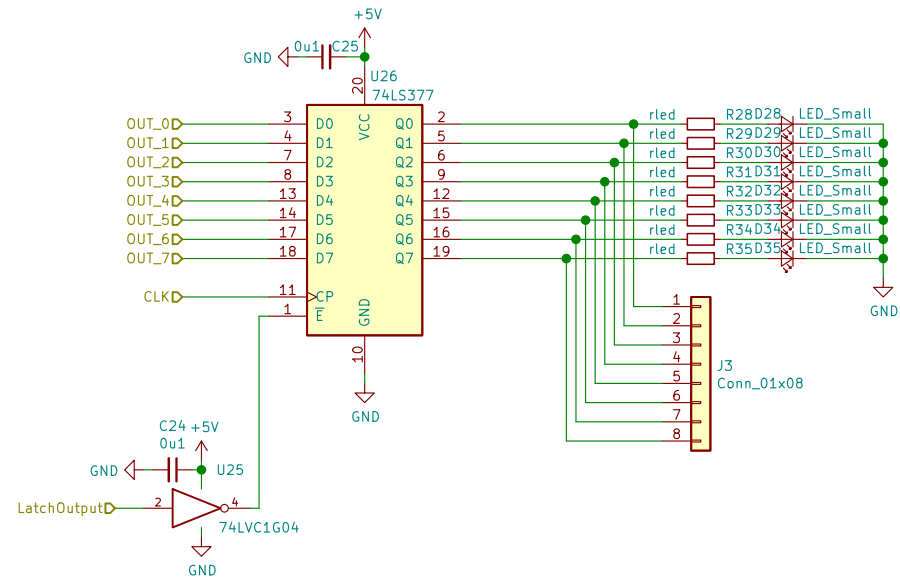 +5V
0u1 C25
GND
U26
74LS377
20
VCC
OUT_0 3 D0 Q0 2 rled R28 D28 LED_Small
OUT_1 4 D1 Q1 5 rled R29 D29 LED_Small
OUT_2 7 D2 Q2 6 rled R30 D30 LED_Small
OUT_3 8 D3 Q3 9 rled R31 D31 LED_Small
OUT_4 13 D4 Q4 12 rled R32 D32 LED_Small
OUT_5 14 D5 Q5 15 rled R33 D33 LED_Small
OUT_6 17 D6 Q6 16 rled R34 D34 LED_Small
OUT_7 18 D7 Q7 19 rled R35 D35 LED_Small
CLK 11 CP
1 E
GND
10
GND
GND
1
2
3
4
5
6
7
8
J3
Conn_01x08
C24 +5V
0u1
GND
U25
LatchOutput 2 4
74LVC1G04
GND